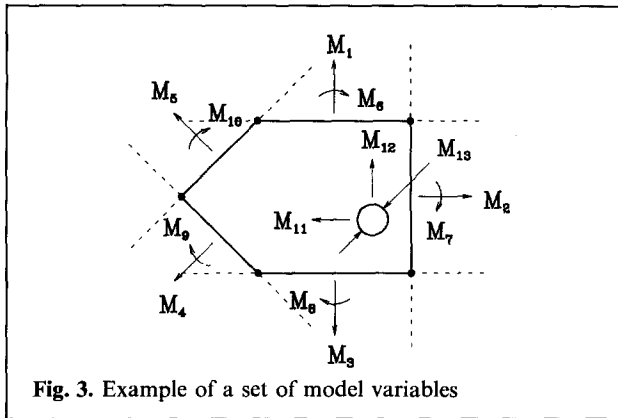 M₁
M₅
M₆
M₁₀
M₁₂
M₁₃
M₂
M₁₁
M₇
M₉
M₄
M₈
M₃
Fig. 3. Example of a set of model variables